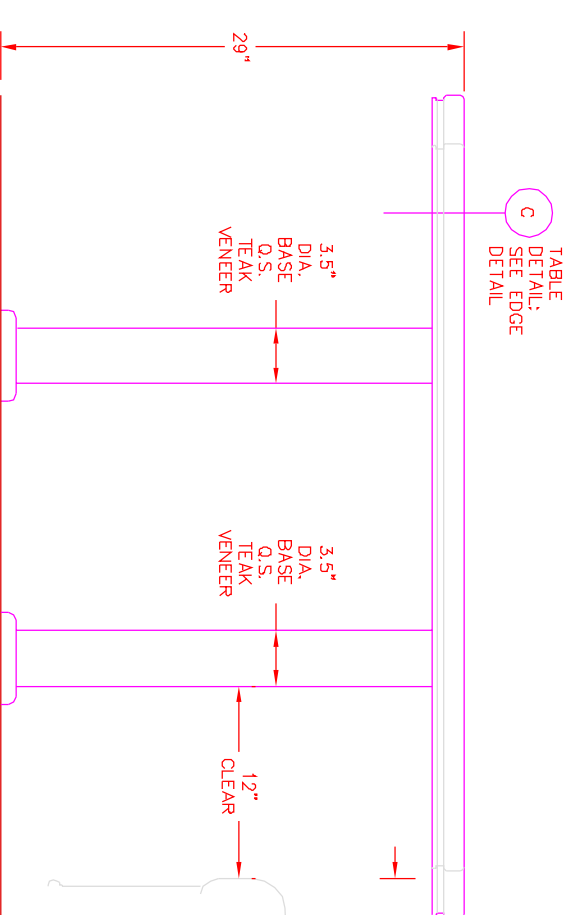 C
TABLE
DETAIL;
SEE EDGE
DETAIL
29"
3.5"
DIA.
BASE
Q.S.
TEAK
VENEER
3.5"
DIA.
BASE
Q.S.
TEAK
VENEER
12"
CLEAR